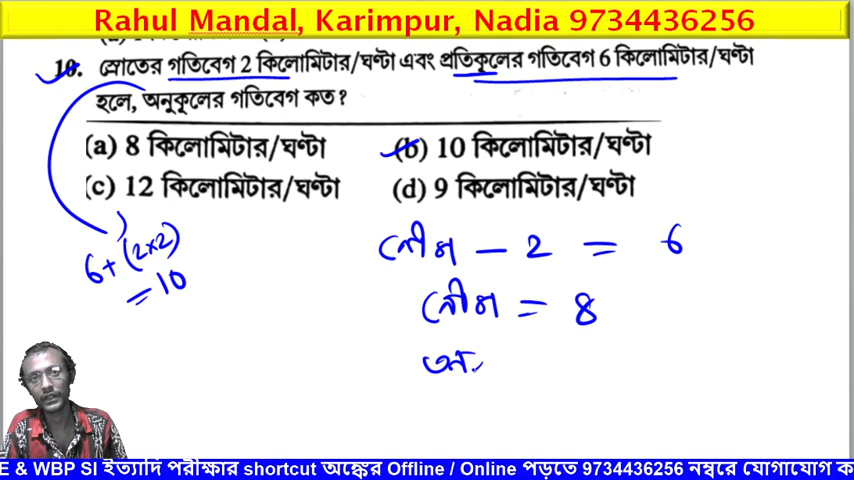 Rahul Mandal, Karimpur, Nadia 9734436256
10. স্রোতের গতিবেগ 2 কিলোমিটার/ঘণ্টা এবং প্রতিকূলের গতিবেগ 6 কিলোমিটার/ঘণ্টা
হলে, অনুকূলের গতিবেগ কত?
(a) 8 কিলোমিটার/ঘণ্টা (b) 10 কিলোমিটার/ঘণ্টা
(c) 12 কিলোমিটার/ঘণ্টা (d) 9 কিলোমিটার/ঘণ্টা
6+(2×2)
=10
নৌকা - 2 = 6
নৌকা = 8
E & WBP SI ইত্যাদি পরীক্ষার shortcut অঙ্কের Offline / Online পড়তে 9734436256 নম্বরে যোগাযোগ ক